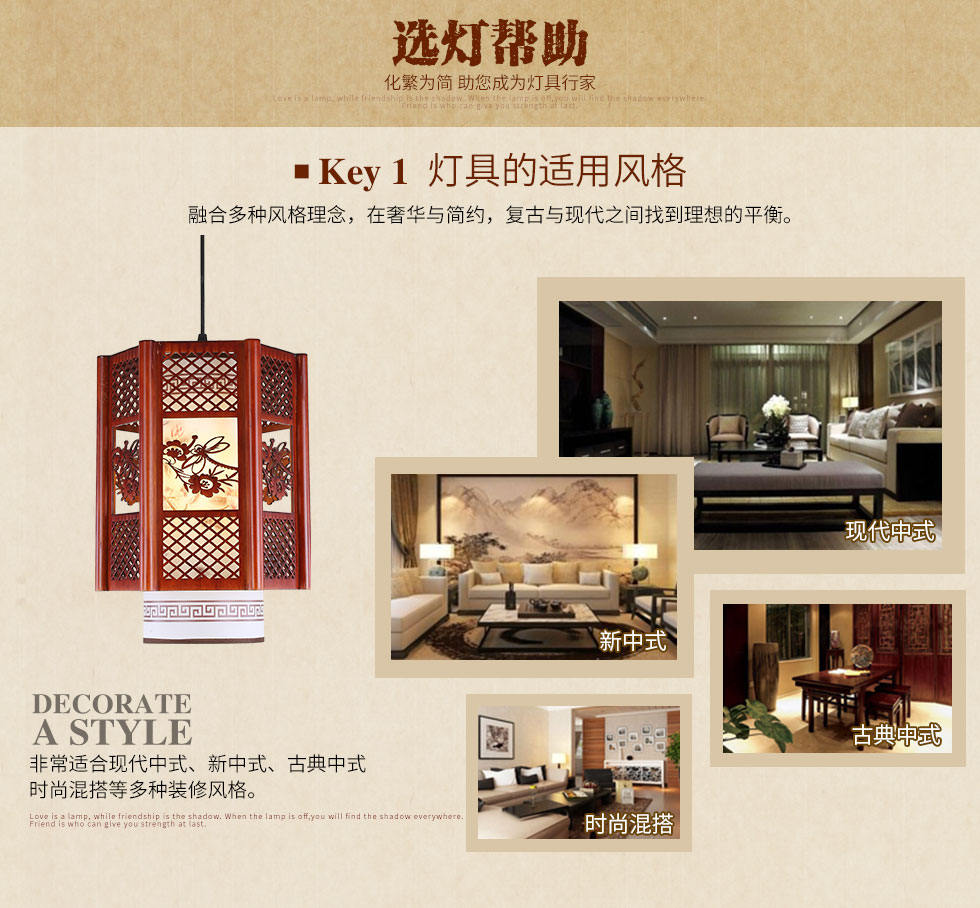 选灯帮助
化繁为简 助您成为灯具行家
Love is a lamp, while friendship is the shadow. When the lamp is off,you will find the shadow everywhere.
Friend is who can give you strength at last.
Key 1 灯具的适用风格
融合多种风格理念，在奢华与简约，复古与现代之间找到理想的平衡。
现代中式
新中式
古典中式
时尚混搭
DECORATE
A STYLE
非常适合现代中式、新中式、古典中式
时尚混搭等多种装修风格。
Love is a lamp, while friendship is the shadow. When the lamp is off,you will find the shadow everywhere.
Friend is who can give you strength at last.